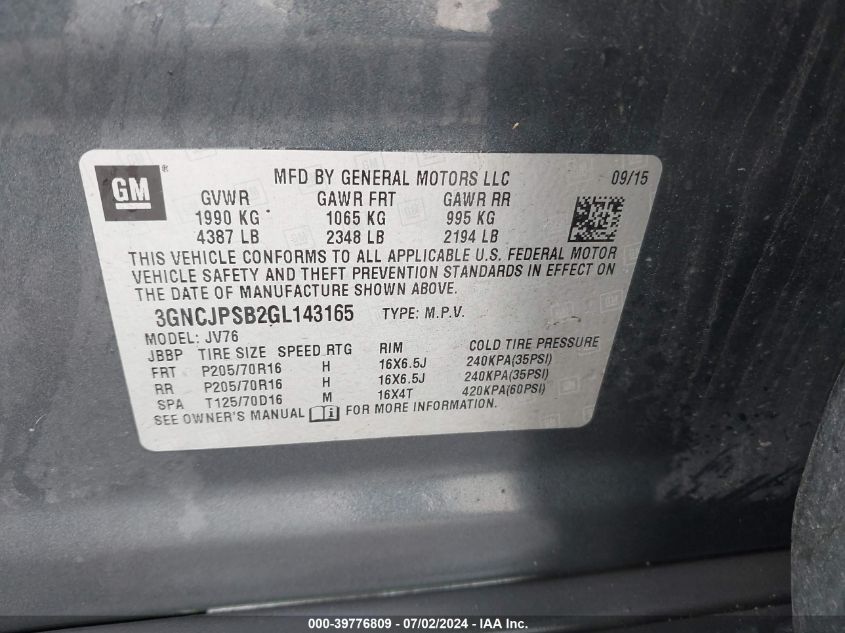 GM®
MFD BY GENERAL MOTORS LLC 09/15
GVWR GAWR FRT GAWR RR
1990 KG 1065 KG 995 KG
4387 LB 2348 LB 2194 LB
THIS VEHICLE CONFORMS TO ALL APPLICABLE U.S. FEDERAL MOTOR
VEHICLE SAFETY AND THEFT PREVENTION STANDARDS IN EFFECT ON
THE DATE OF MANUFACTURE SHOWN ABOVE.
3GNCJPSB2GL143165 TYPE: M.P.V.
MODEL: JV76
JBBP TIRE SIZE SPEED RTG RIM COLD TIRE PRESSURE
FRT P205/70R16 H 16X6.5J 240KPA(35PSI)
RR P205/70R16 H 16X6.5J 240KPA(35PSI)
SPA T125/70D16 M 16X4T 420KPA(60PSI)
SEE OWNER'S MANUAL i FOR MORE INFORMATION.
000-39776809 - 07/02/2024 - IAA Inc.